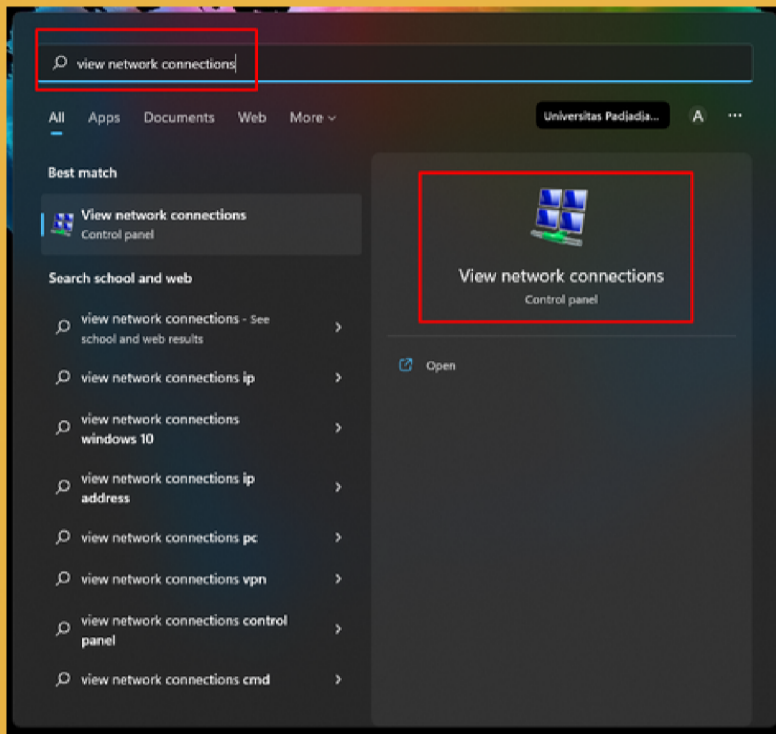 view network connections
All Apps Documents Web More
Universitas Padjadja... A ...
Best match
View network connections
Control panel
Search school and web
view network connections - See
school and web results
view network connections ip
view network connections
windows 10
view network connections ip
address
view network connections pc
view network connections vpn
view network connections control
panel
view network connections cmd
View network connections
Control panel
Open